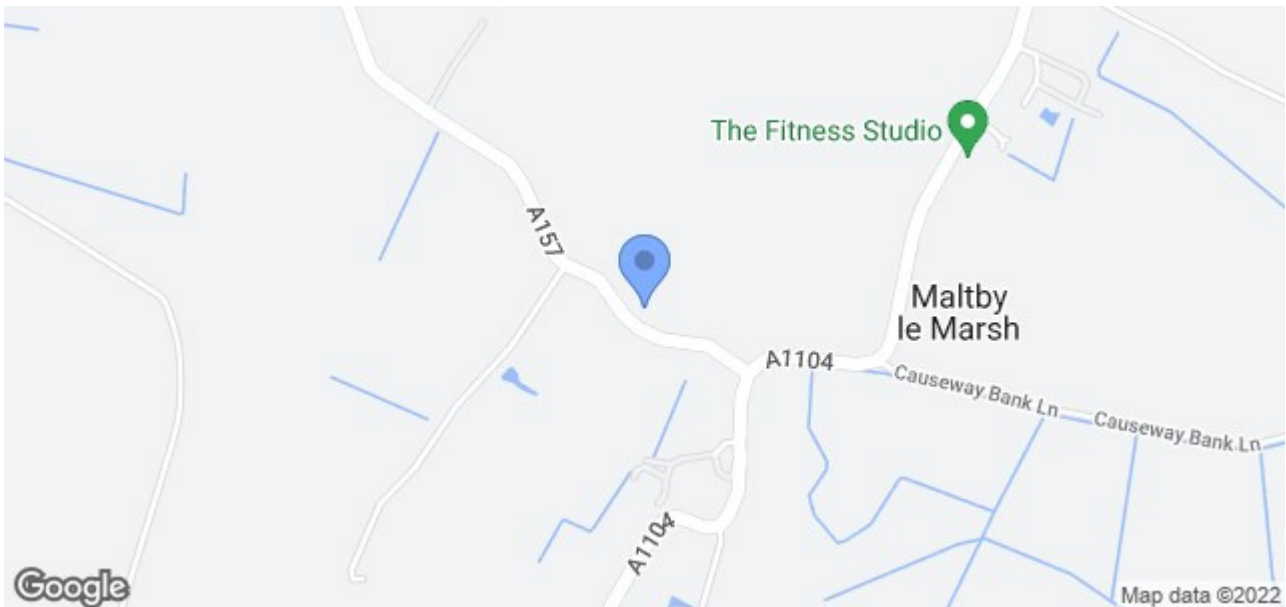 The Fitness Studio
A157
Maltby
le Marsh
A1104
Causeway Bank Ln
Causeway Bank Ln
A1104
Google
Map data ©2022